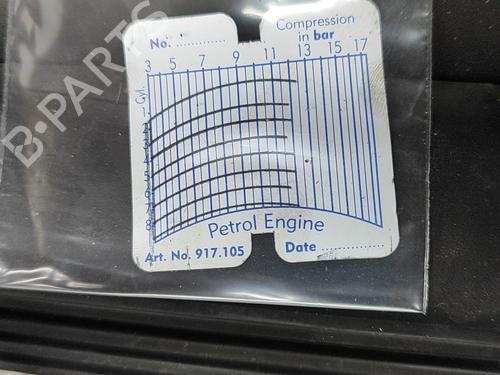 No. ............
Compression
in bar
3 5 7 9 11 13 15 17
Cyl.
1
2
3
4
5
6
7
8
Petrol Engine
Art. No. 917.105
Date ................
B-PARTS